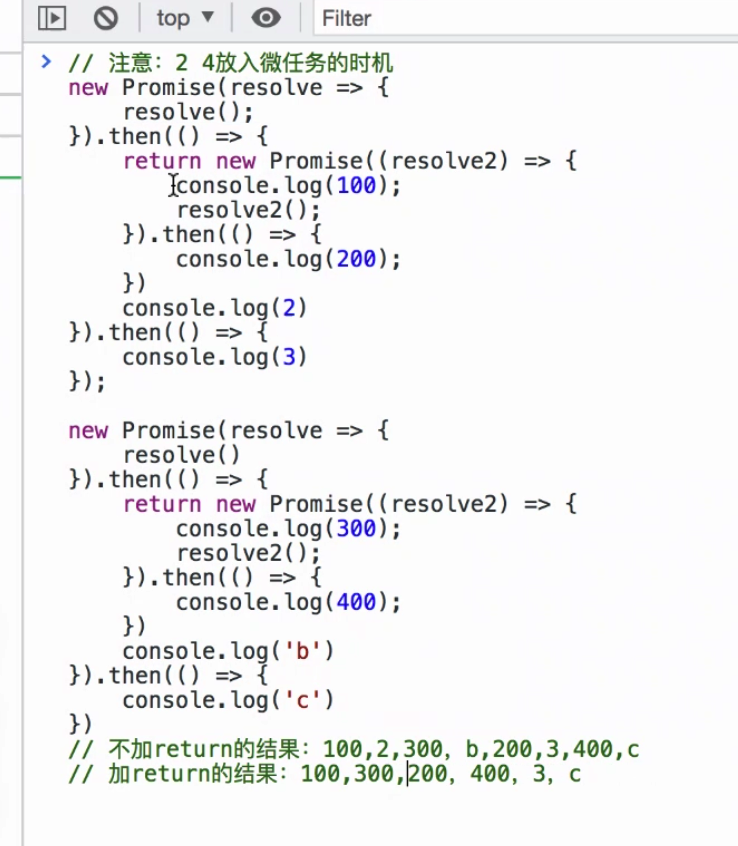 top ▼ Filter
> // 注意：2 4放入微任务的时机
new Promise(resolve => {
    resolve();
}).then(() => {
    return new Promise((resolve2) => {
        console.log(100);
        resolve2();
    }).then(() => {
        console.log(200);
    })
    console.log(2)
}).then(() => {
    console.log(3)
});

new Promise(resolve => {
    resolve()
}).then(() => {
    return new Promise((resolve2) => {
        console.log(300);
        resolve2();
    }).then(() => {
        console.log(400);
    })
    console.log('b')
}).then(() => {
    console.log('c')
})
// 不加return的结果：100,2,300, b,200,3,400,c
// 加return的结果：100,300,200, 400, 3, c